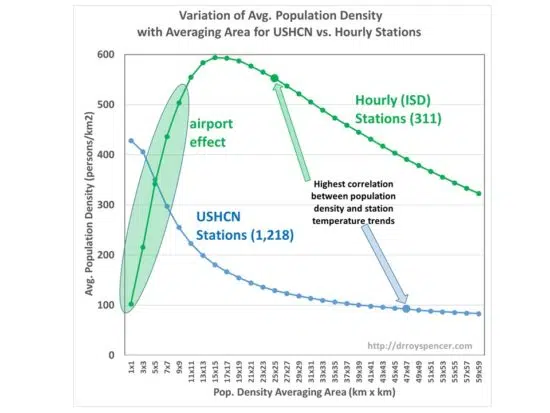 Variation of Avg. Population Density
with Averaging Area for USHCN vs. Hourly Stations
Avg. Population Density (persons/km2)
600
500
400
300
200
100
0
airport
effect
Hourly (ISD)
Stations (311)
Highest correlation
between population
density and station
temperature trends
USHCN
Stations (1,218)
http://drroyspencer.com
1x1 3x3 5x5 7x7 9x9 11x11 13x13 15x15 17x17 19x19 21x21 23x23 25x25 27x27 29x29 31x31 33x33 35x35 37x37 39x39 41x41 43x43 45x45 47x47 49x49 51x51 53x53 55x55 57x57 59x59
Pop. Density Averaging Area (km x km)